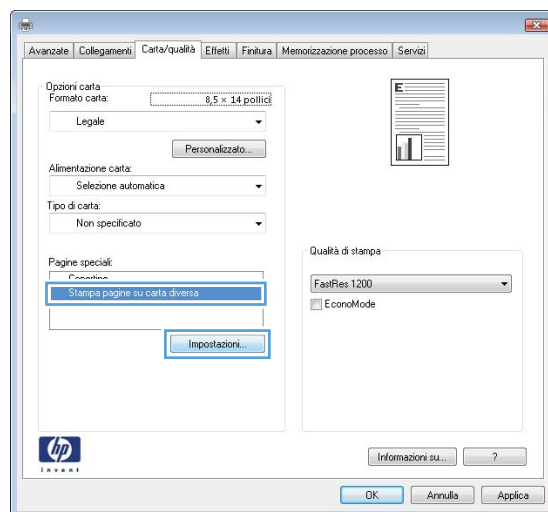 Avanzate Collegamenti Carta/qualità Effetti Finitura Memorizzazione processo Servizi
Opzioni carta
Formato carta: 8,5 × 14 pollici
Legale
Personalizzato...
Alimentazione carta:
Selezione automatica
Tipo di carta:
Non specificato
Pagine speciali:
Copertine
Stampa pagine su carta diversa
Impostazioni...
E
Qualità di stampa
FastRes 1200
EconoMode
hp
invent
Informazioni su... ?
OK Annulla Applica